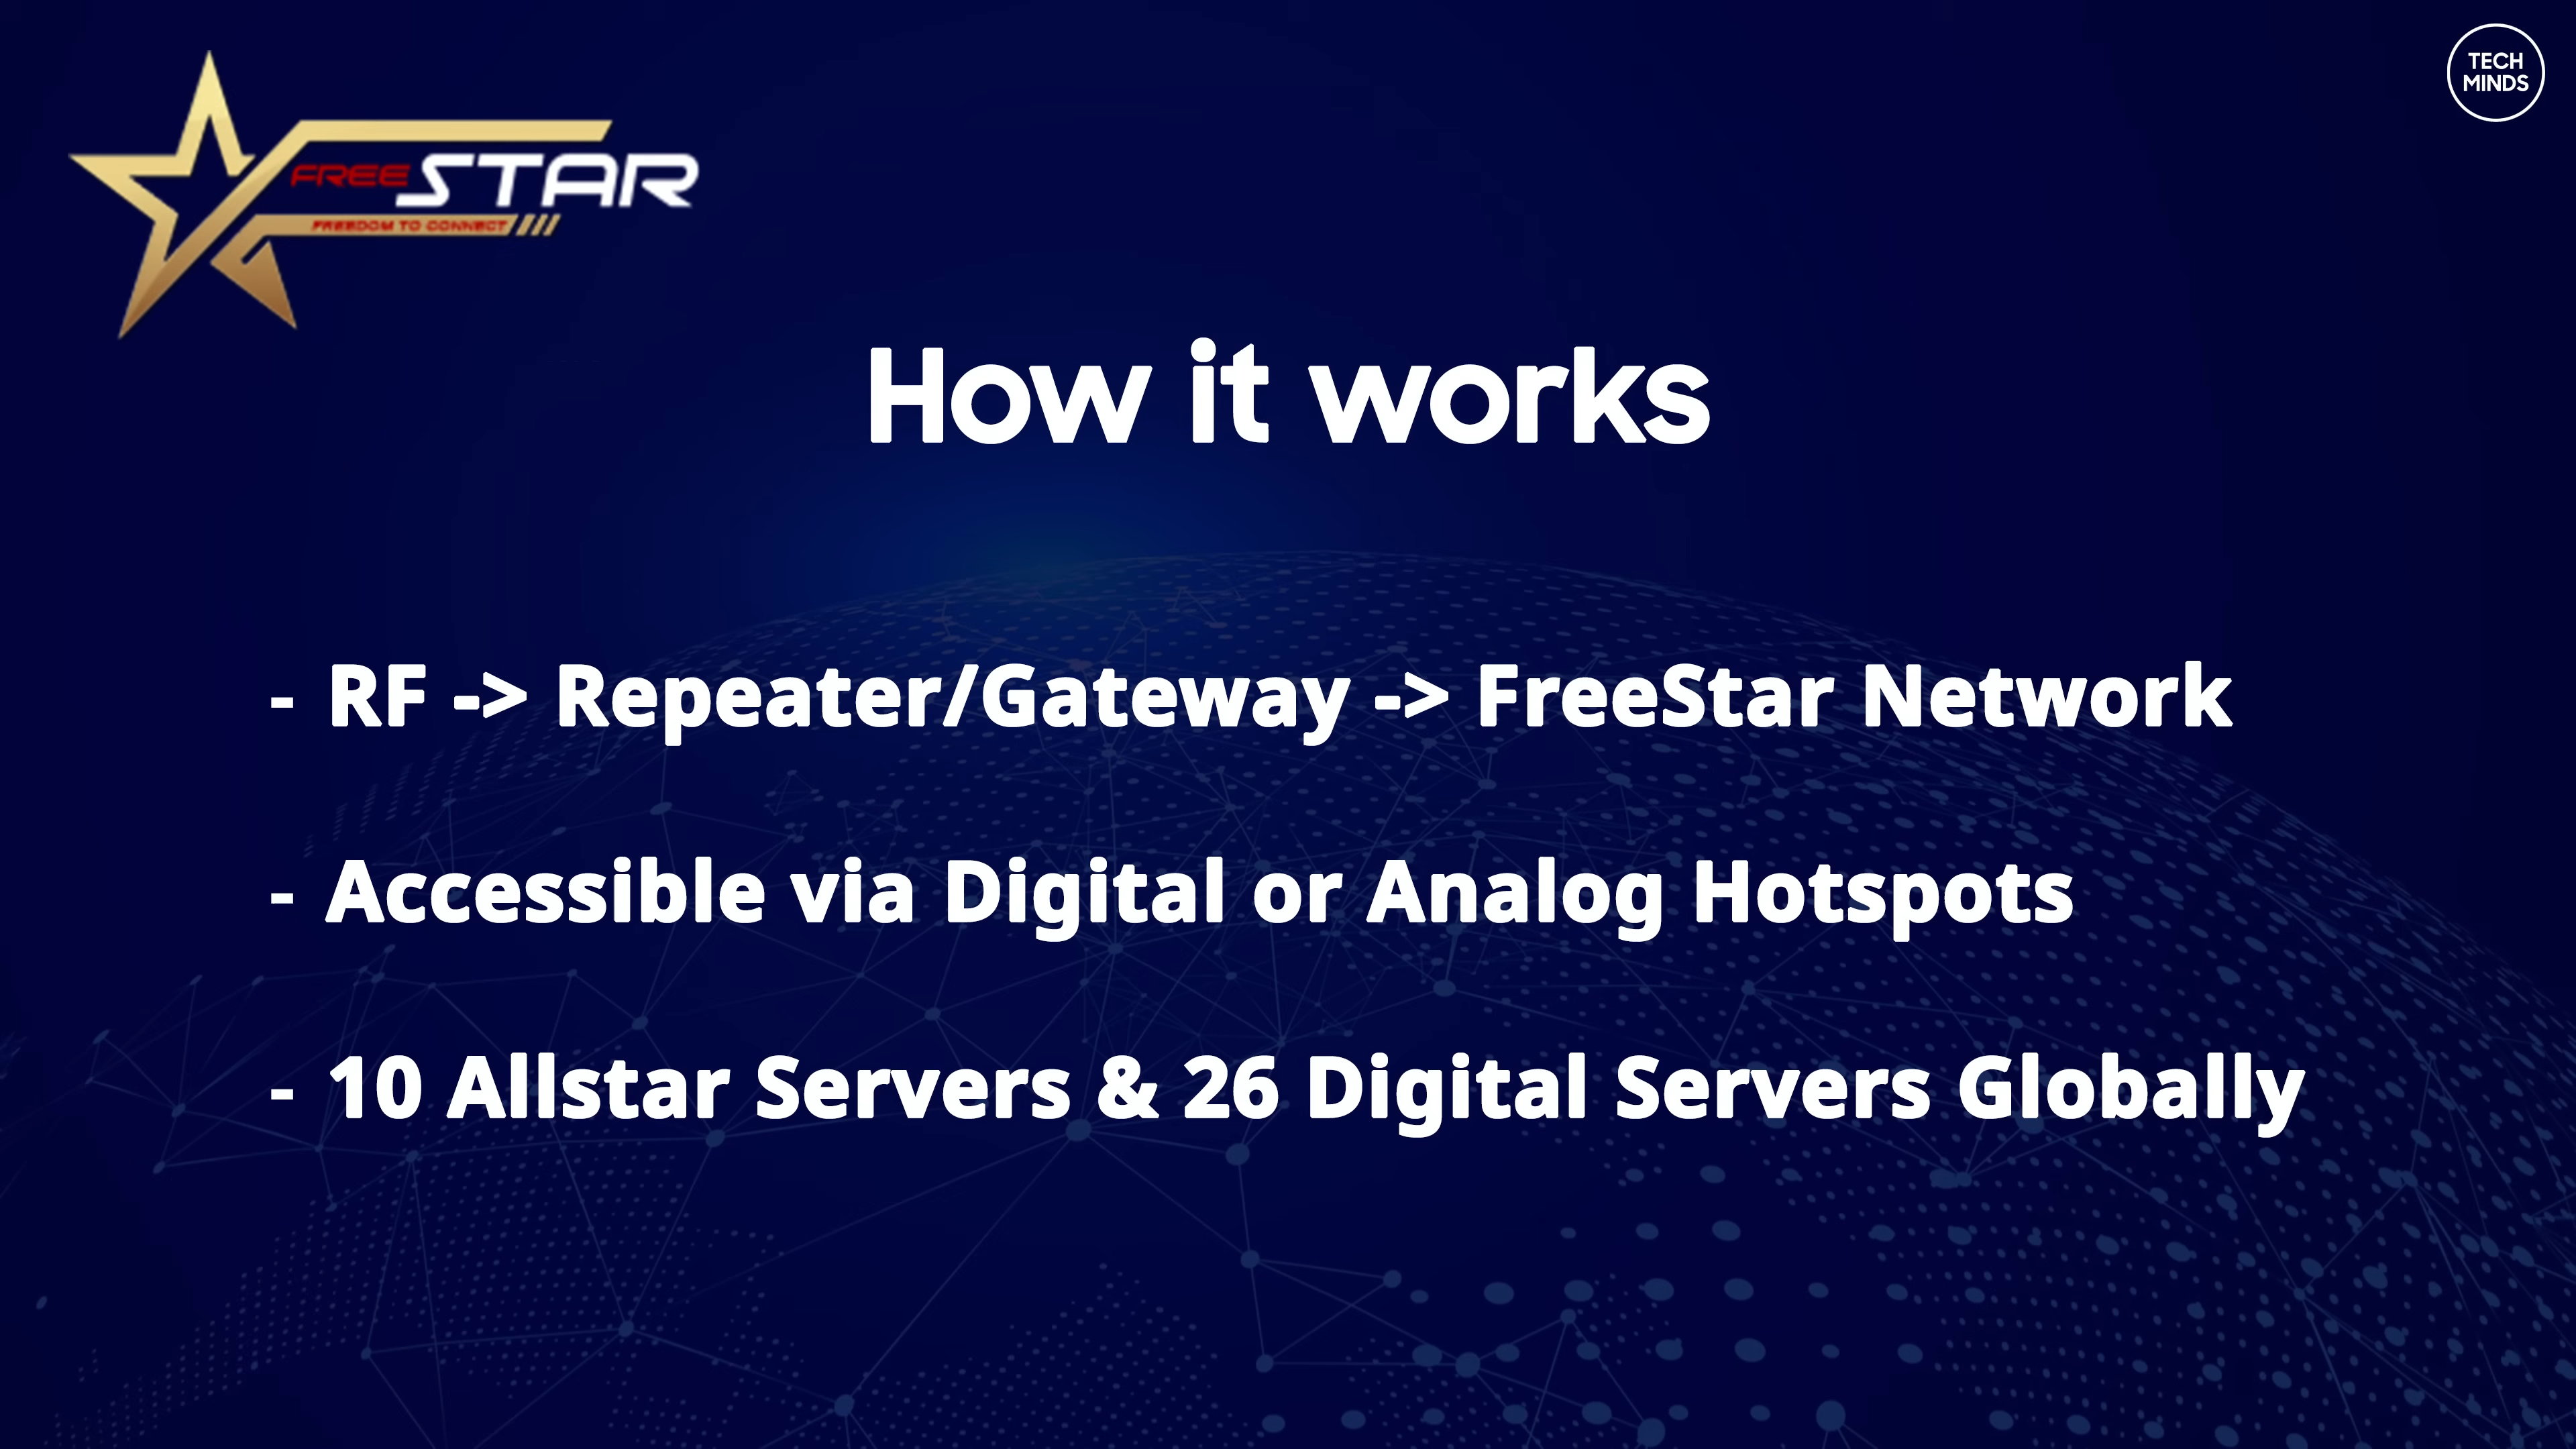 TECH
MINDS
FREE STAR
FREEDOM TO CONNECT
How it works
- RF -> Repeater/Gateway -> FreeStar Network
- Accessible via Digital or Analog Hotspots
- 10 Allstar Servers & 26 Digital Servers Globally